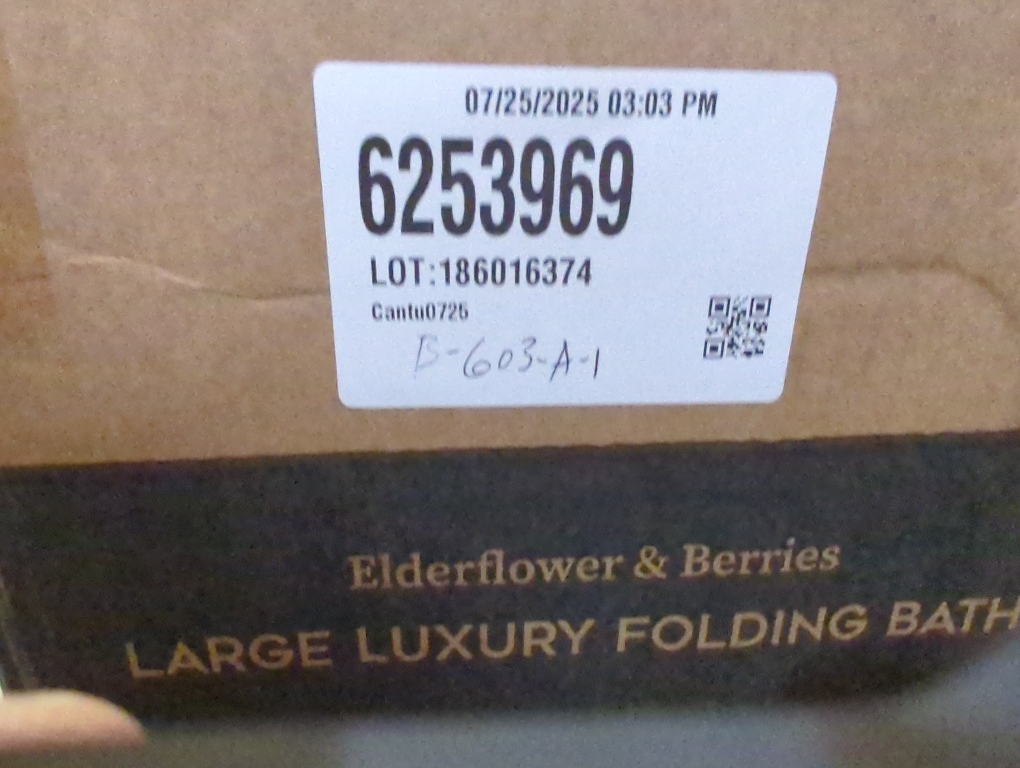 07/25/2025 03:03 PM
6253969
LOT:186016374
Cantu0725
B-603-A-1
Elderflower & Berries
LARGE LUXURY FOLDING BATH